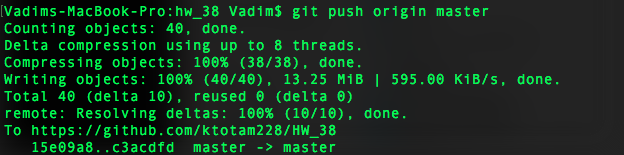 [Vadims-MacBook-Pro:hw_38 Vadim$ git push origin master
Counting objects: 40, done.
Delta compression using up to 8 threads.
Compressing objects: 100% (38/38), done.
Writing objects: 100% (40/40), 13.25 MiB | 595.00 KiB/s, done.
Total 40 (delta 10), reused 0 (delta 0)
remote: Resolving deltas: 100% (10/10), done.
To https://github.com/ktotam228/HW_38
   15e09a8..c3acdfd  master -> master